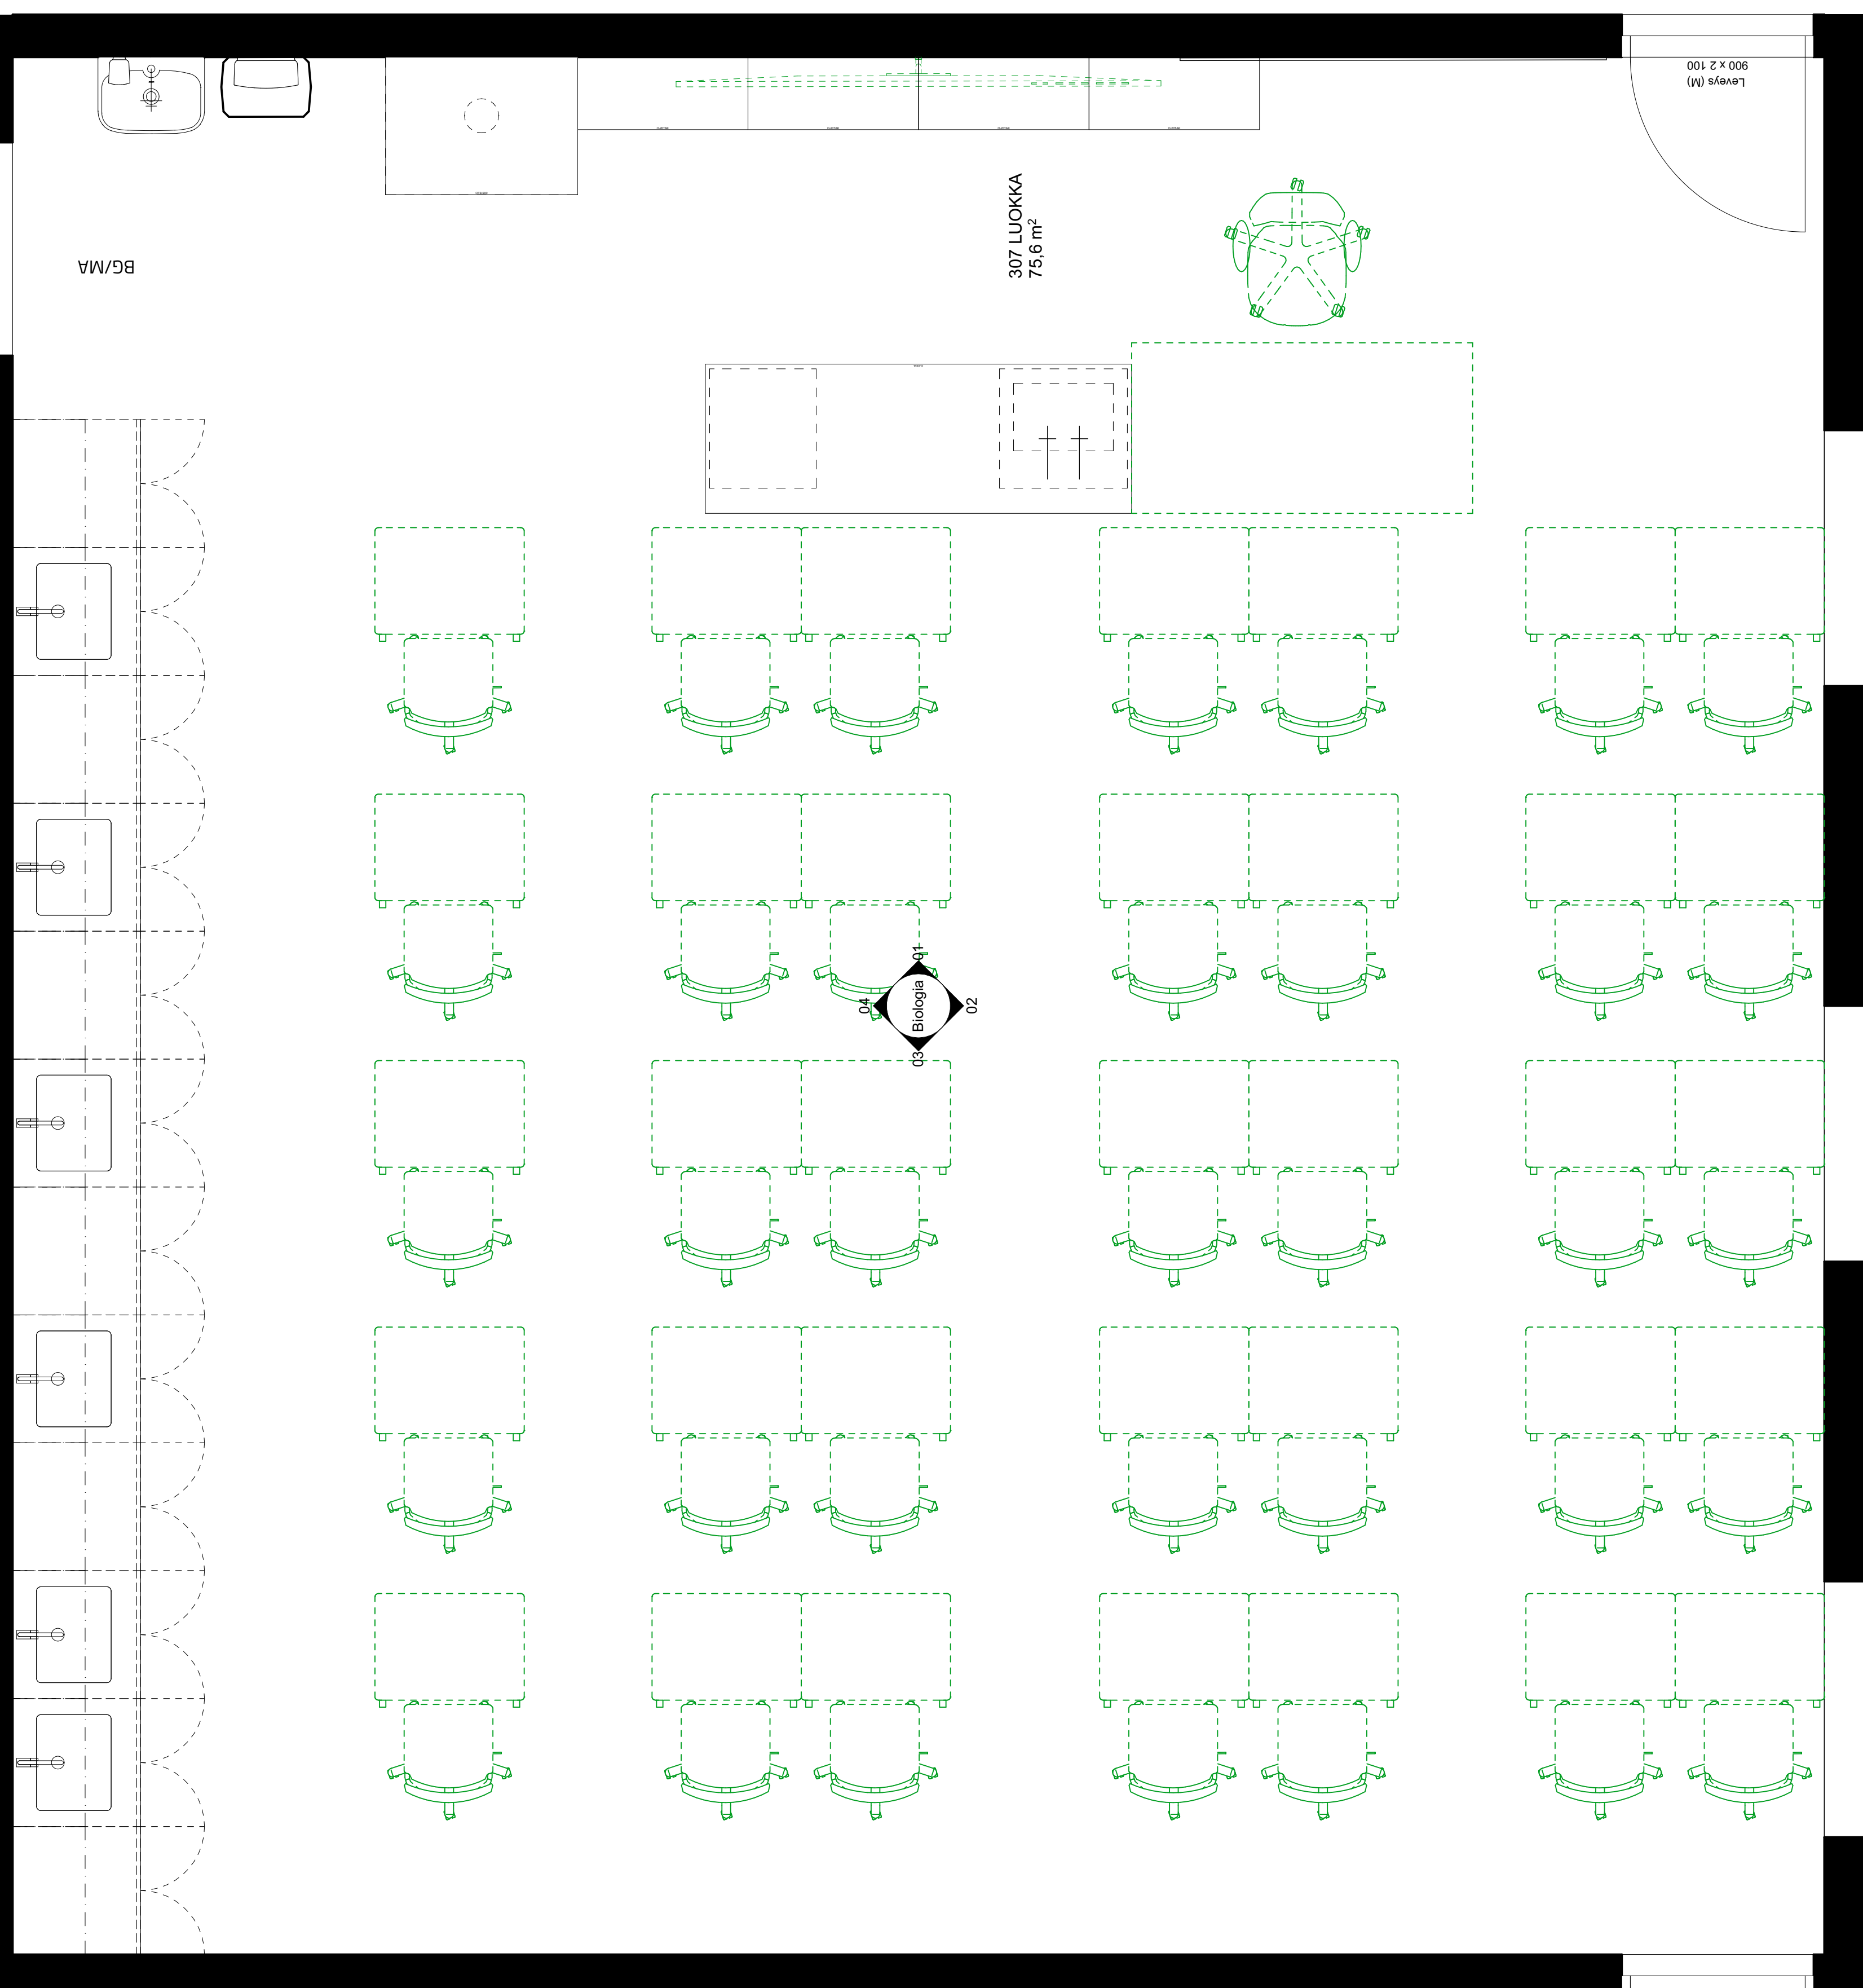 Leveys (M)
900 x 2 100
307 LUOKKA
75,6 m²
BG/MA
01
04
Biologia
02
03